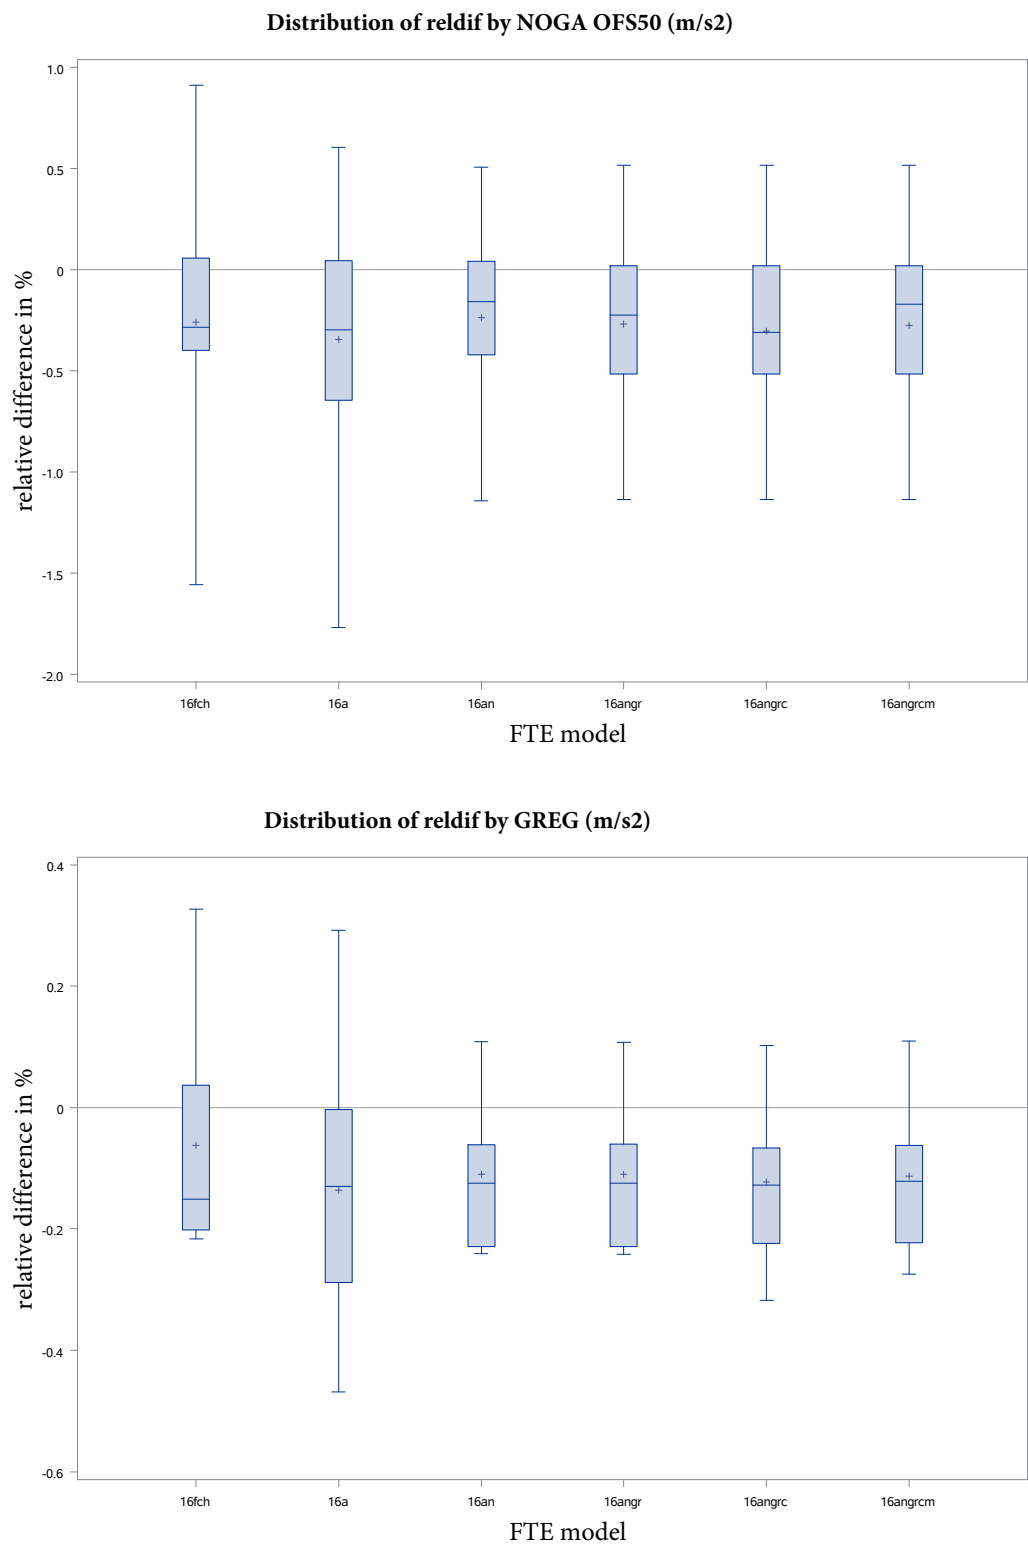 Distribution of reldif by NOGA OFS50 (m/s2)
1.0
0.5
0
-0.5
-1.0
-1.5
-2.0
relative difference in %
16fch 16a 16an 16angr 16angrc 16angrcm
FTE model
Distribution of reldif by GREG (m/s2)
0.4
0.2
0
-0.2
-0.4
-0.6
relative difference in %
16fch 16a 16an 16angr 16angrc 16angrcm
FTE model